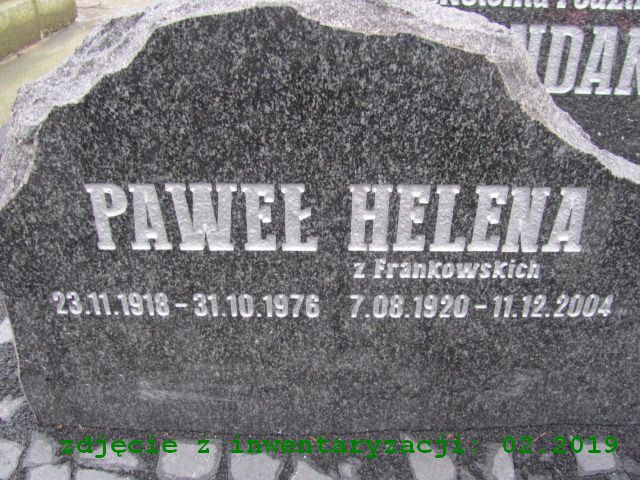 PAWEŁ HELENA
z Frankowskich
23.11.1918 - 31.10.1976 7.08.1920 - 11.12.2004
zdjęcie z inwentaryzacji: 02.2019